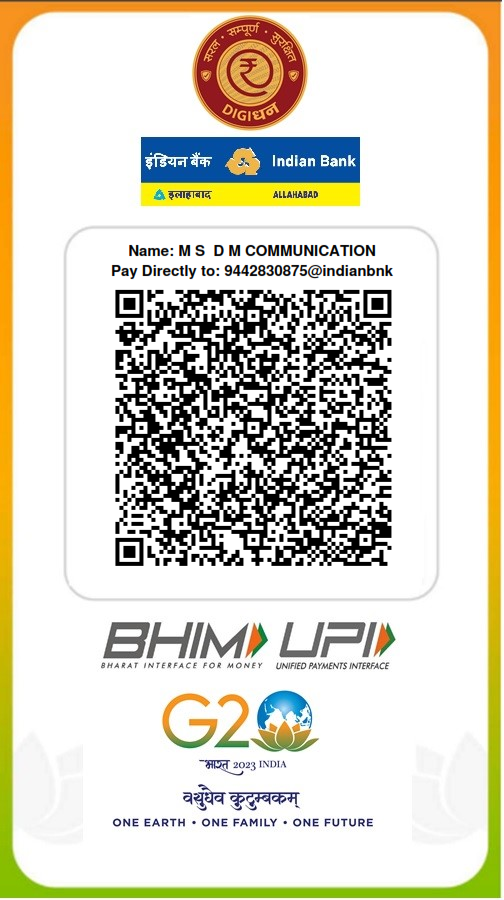 सरल • सम्पूर्ण • सुरक्षित
₹
DIGIधन
इंडियन बैंक Indian Bank
इलाहाबाद ALLAHABAD
Name: M S D M COMMUNICATION
Pay Directly to: 9442830875@indianbnk
BHIM UPI
BHARAT INTERFACE FOR MONEY UNIFIED PAYMENTS INTERFACE
G20
भारत 2023 INDIA
वसुधैव कुटुम्बकम्
ONE EARTH • ONE FAMILY • ONE FUTURE